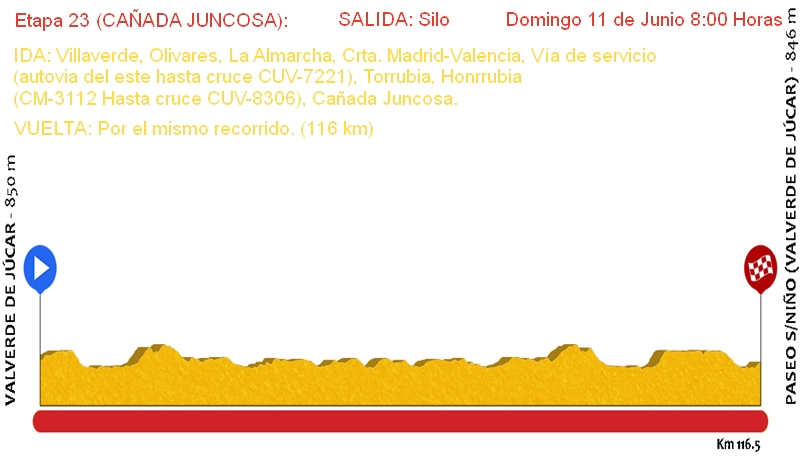 Etapa 23 (CAÑADA JUNCOSA): SALIDA: Silo Domingo 11 de Junio 8:00 Horas
IDA: Villaverde, Olivares, La Almarcha, Crta. Madrid-Valencia, Vía de servicio
(autovia del este hasta cruce CUV-7221), Torrubia, Honrrubia
(CM-3112 Hasta cruce CUV-8306), Cañada Juncosa.
VUELTA: Por el mismo recorrido. (116 km)
VALVERDE DE JÚCAR - 850 m
PASEO S/NIÑO (VALVERDE DE JÚCAR) - 846 m
Km 116.5